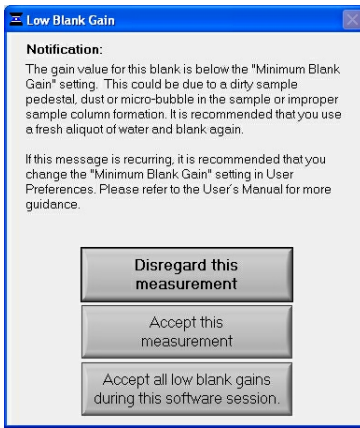 Low Blank Gain
Notification:
The gain value for this blank is below the "Minimum Blank
Gain" setting. This could be due to a dirty sample
pedestal, dust or micro-bubble in the sample or improper
sample column formation. It is recommended that you use
a fresh aliquot of water and blank again.
If this message is recurring, it is recommended that you
change the "Minimum Blank Gain" setting in User
Preferences. Please refer to the User's Manual for more
guidance.
Disregard this
measurement
Accept this
measurement
Accept all low blank gains
during this software session.